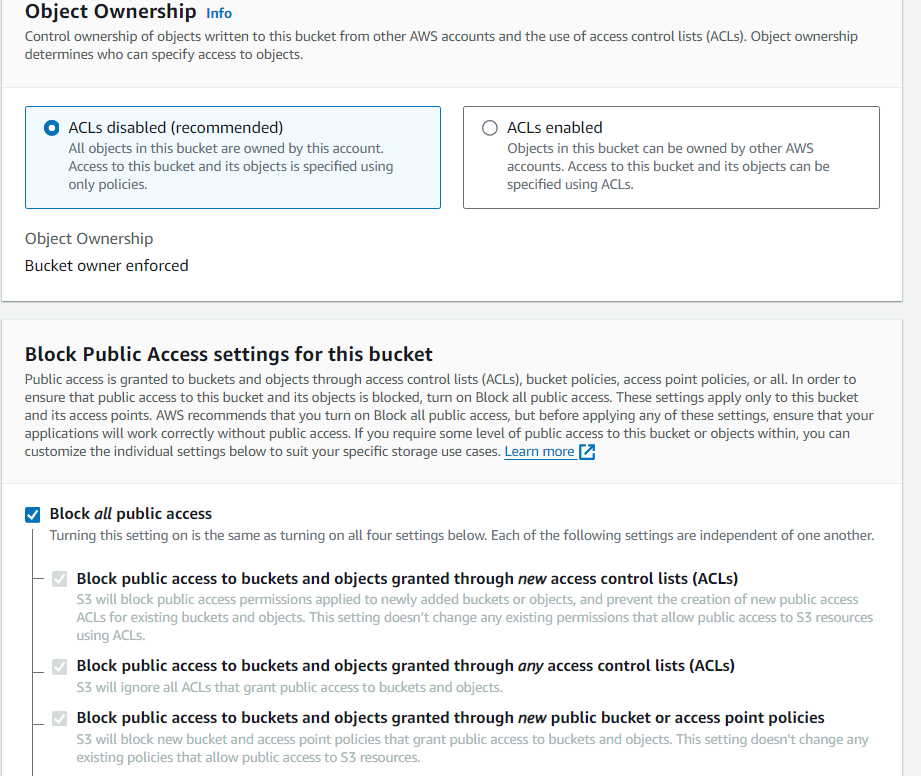 Object Ownership Info
Control ownership of objects written to this bucket from other AWS accounts and the use of access control lists (ACLs). Object ownership
determines who can specify access to objects.
ACLs disabled (recommended)
All objects in this bucket are owned by this account.
Access to this bucket and its objects is specified using
only policies.
ACLs enabled
Objects in this bucket can be owned by other AWS
accounts. Access to this bucket and its objects can be
specified using ACLs.
Object Ownership
Bucket owner enforced
Block Public Access settings for this bucket
Public access is granted to buckets and objects through access control lists (ACLs), bucket policies, access point policies, or all. In order to
ensure that public access to this bucket and its objects is blocked, turn on Block all public access. These settings apply only to this bucket
and its access points. AWS recommends that you turn on Block all public access, but before applying any of these settings, ensure that your
applications will work correctly without public access. If you require some level of public access to this bucket or objects within, you can
customize the individual settings below to suit your specific storage use cases. Learn more
Block all public access
Turning this setting on is the same as turning on all four settings below. Each of the following settings are independent of one another.
Block public access to buckets and objects granted through new access control lists (ACLs)
S3 will block public access permissions applied to newly added buckets or objects, and prevent the creation of new public access
ACLs for existing buckets and objects. This setting doesn't change any existing permissions that allow public access to S3 resources
using ACLs.
Block public access to buckets and objects granted through any access control lists (ACLs)
S3 will ignore all ACLs that grant public access to buckets and objects.
Block public access to buckets and objects granted through new public bucket or access point policies
S3 will block new bucket and access point policies that grant public access to buckets and objects. This setting doesn't change any
existing policies that allow public access to S3 resources.